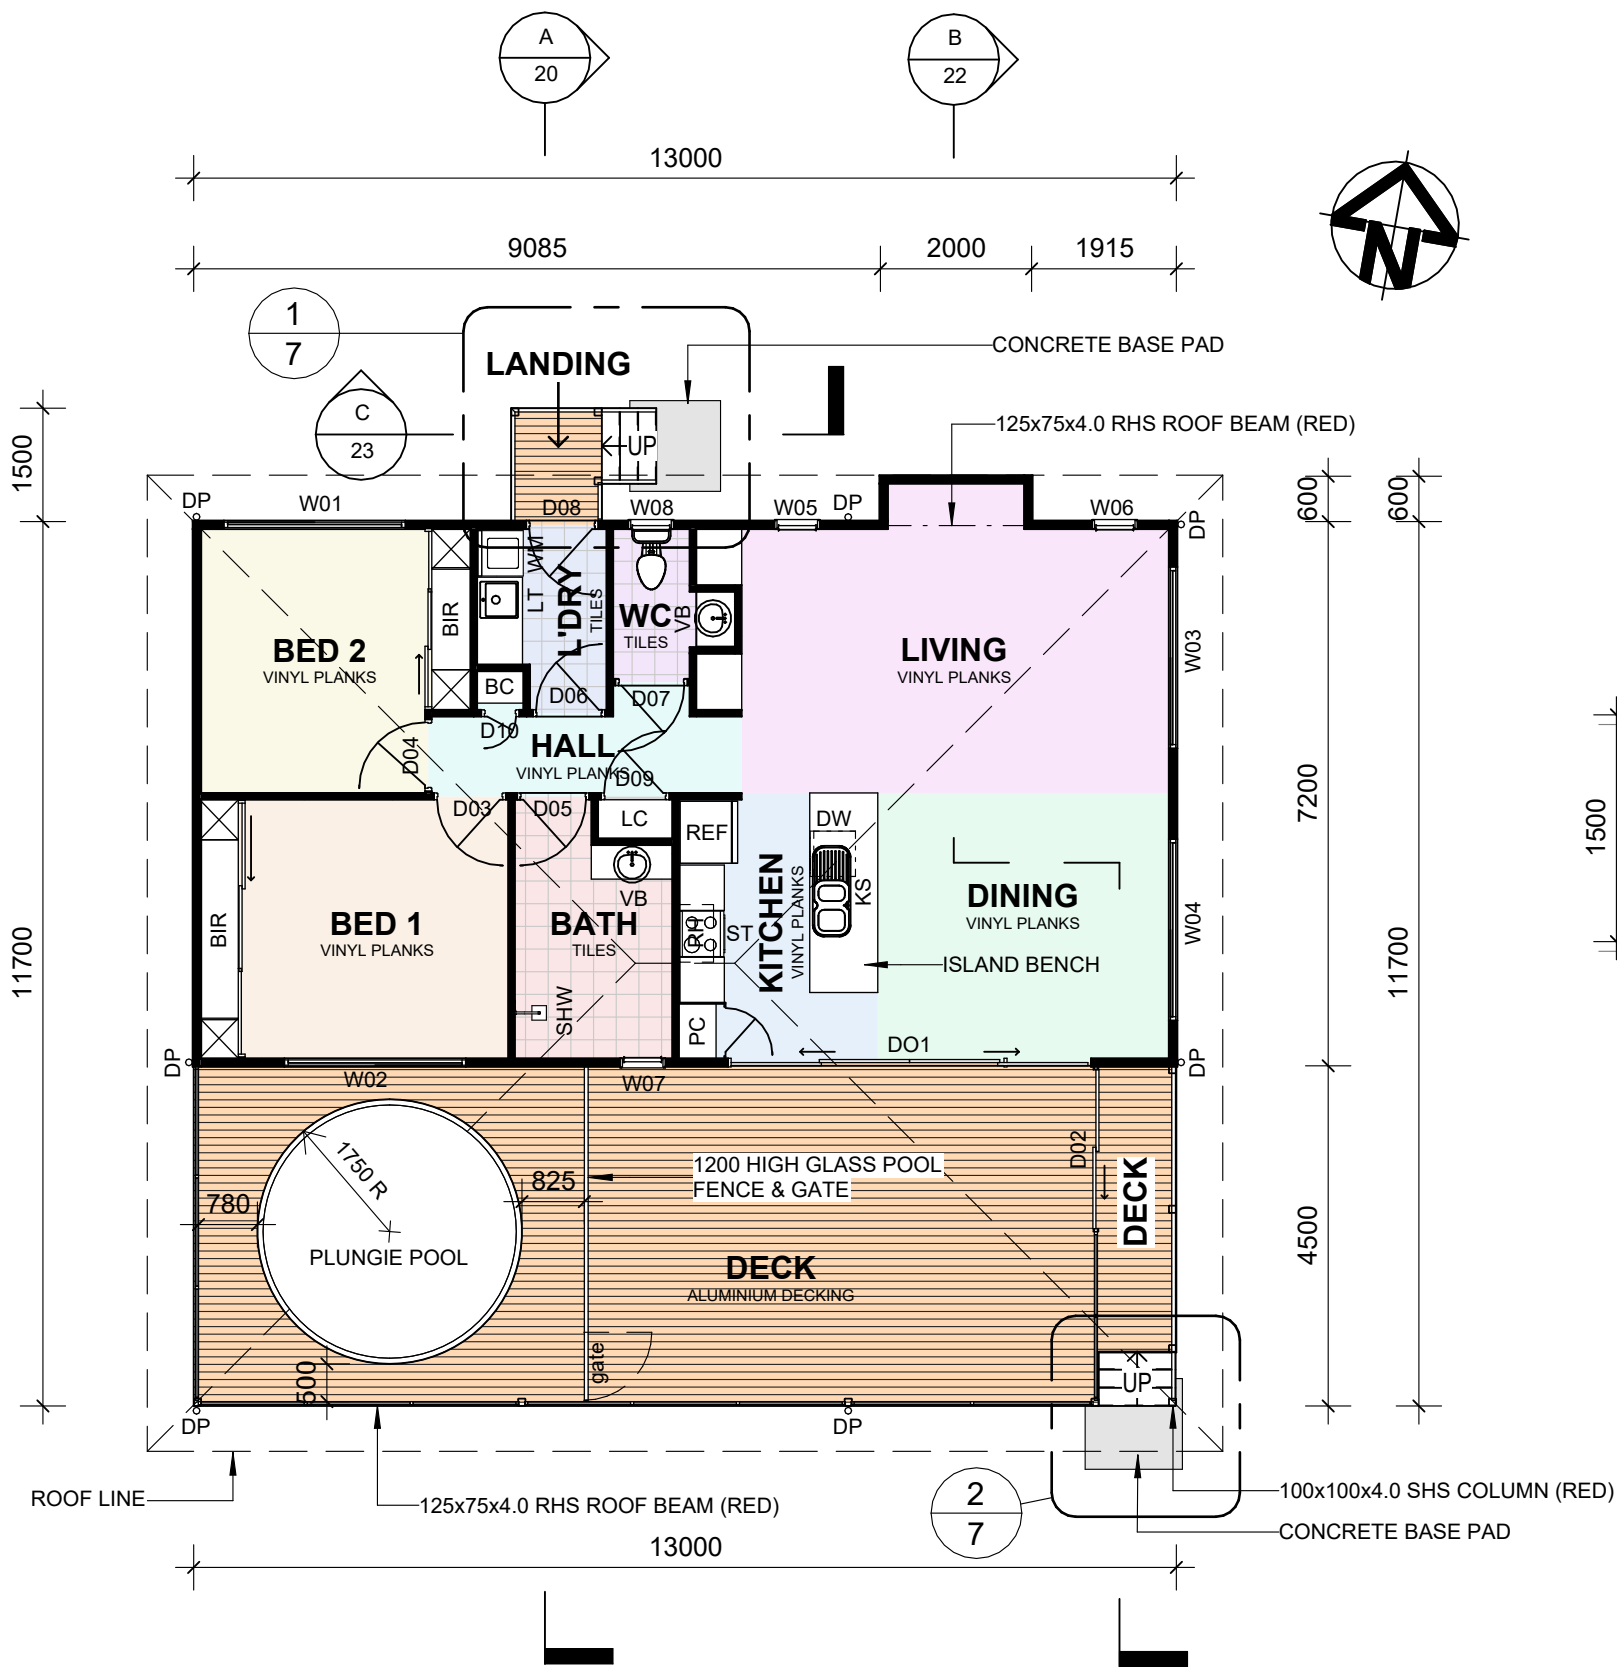 A
20
B
22
13000
9085
2000
1915
N
1
7
LANDING
CONCRETE BASE PAD
C
23
UP
125x75x4.0 RHS ROOF BEAM (RED)
1500
600
600
DP
W01
D08
W08
W05
DP
W06
DP
WM
LT
L'DRY
TILES
WC
TILES
VB
BIR
BED 2
VINYL PLANKS
LIVING
VINYL PLANKS
W03
BC
D06
D07
D10
D04
HALL
VINYL PLANKS
D09
1500
7200
11700
11700
D03
D05
LC
REF
DW
KS
VB
BIR
BED 1
VINYL PLANKS
BATH
TILES
RH
ST
KITCHEN
VINYL PLANKS
DINING
VINYL PLANKS
W04
ISLAND BENCH
SHW
PC
DO1
DP
W02
W07
DP
1750 R
825
1200 HIGH GLASS POOL
FENCE & GATE
D02
DECK
780
PLUNGIE POOL
DECK
ALUMINIUM DECKING
4500
gate
500
UP
DP
DP
ROOF LINE
125x75x4.0 RHS ROOF BEAM (RED)
2
7
100x100x4.0 SHS COLUMN (RED)
CONCRETE BASE PAD
13000